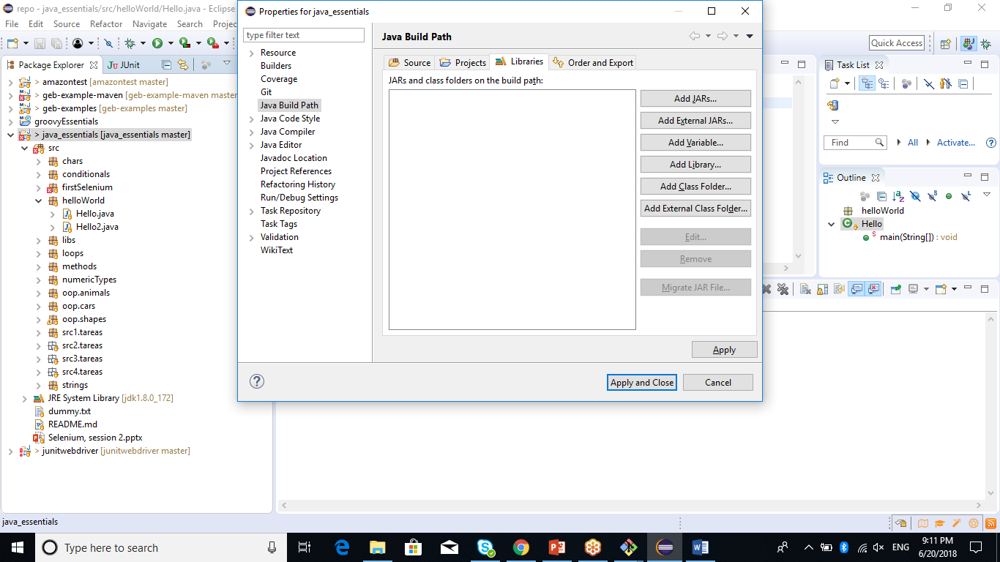 repo - java_essentials/src/helloWorld/Hello.java - Eclipse
File Edit Source Refactor Navigate Search Projec
Quick Access
Package Explorer JUnit
> amazontest [amazontest master]
> geb-example-maven [geb-example-maven master
> geb-examples [geb-examples master]
groovyEssentials
> java_essentials [java_essentials master]
src
chars
conditionals
firstSelenium
helloWorld
Hello.java
Hello2.java
libs
loops
methods
numericTypes
oop.animals
oop.cars
oop.shapes
src1.tareas
src2.tareas
src3.tareas
src4.tareas
strings
JRE System Library [jdk1.8.0_172]
dummy.txt
README.md
Selenium, session 2.pptx
> junitwebdriver [junitwebdriver master]
Properties for java_essentials
type filter text
Resource
Builders
Coverage
Git
Java Build Path
Java Code Style
Java Compiler
Java Editor
Javadoc Location
Project References
Refactoring History
Run/Debug Settings
Task Repository
Task Tags
Validation
WikiText
Java Build Path
Source Projects Libraries Order and Export
JARs and class folders on the build path:
Add JARs...
Add External JARs...
Add Variable...
Add Library...
Add Class Folder...
Add External Class Folder...
Edit...
Remove
Migrate JAR File...
Apply
Apply and Close Cancel
Task List
Find All Activate...
Outline
helloWorld
Hello
main(String[]) : void
java_essentials
Type here to search
ENG
9:11 PM
6/20/2018